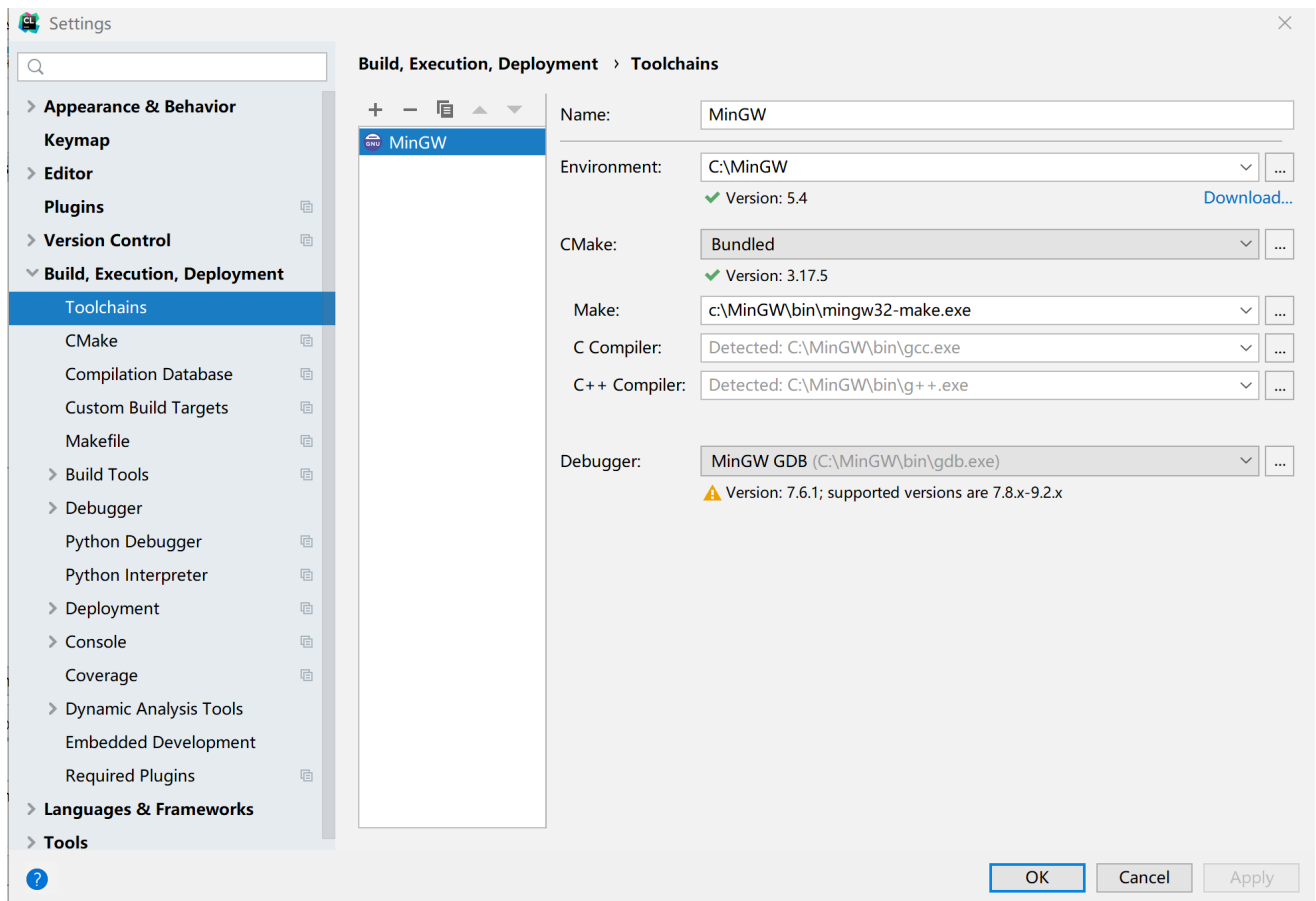 Settings
Appearance & Behavior
Keymap
Editor
Plugins
Version Control
Build, Execution, Deployment
Toolchains
CMake
Compilation Database
Custom Build Targets
Makefile
Build Tools
Debugger
Python Debugger
Python Interpreter
Deployment
Console
Coverage
Dynamic Analysis Tools
Embedded Development
Required Plugins
Languages & Frameworks
Tools
Build, Execution, Deployment › Toolchains
MinGW
Name: MinGW
Environment: C:\MinGW ...
Version: 5.4 Download...
CMake: Bundled ...
Version: 3.17.5
Make: c:\MinGW\bin\mingw32-make.exe ...
C Compiler: Detected: C:\MinGW\bin\gcc.exe ...
C++ Compiler: Detected: C:\MinGW\bin\g++.exe ...
Debugger: MinGW GDB (C:\MinGW\bin\gdb.exe) ...
Version: 7.6.1; supported versions are 7.8.x-9.2.x
? OK Cancel Apply